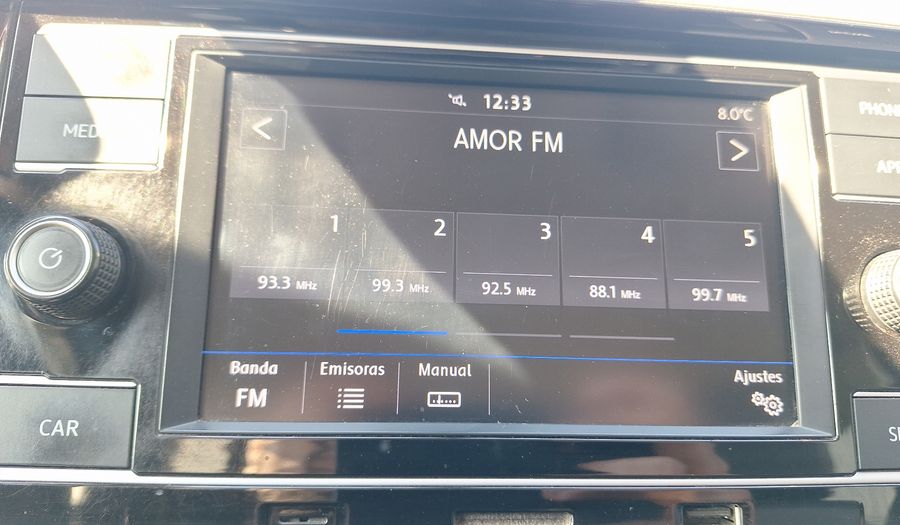 12:33
8.0°C
<
AMOR FM
>
1 2 3 4 5
93.3 MHz 99.3 MHz 92.5 MHz 88.1 MHz 99.7 MHz
Banda Emisoras Manual Ajustes
FM
CAR